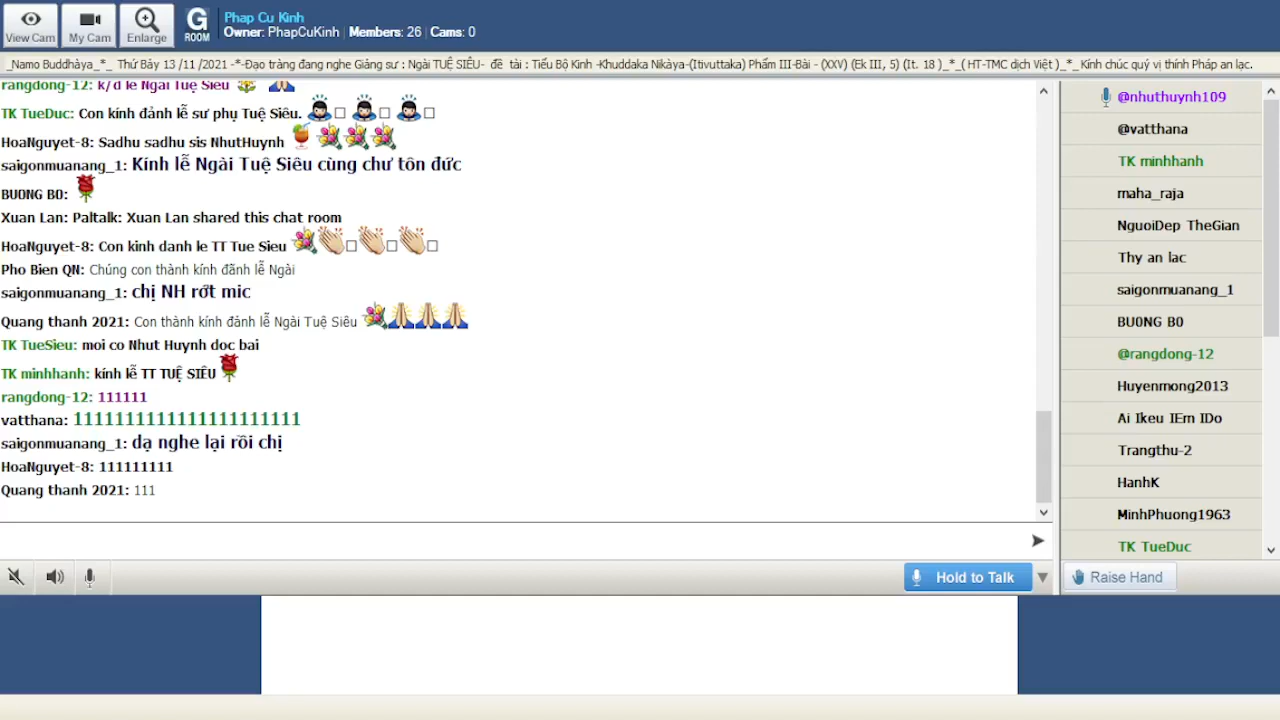 View Cam
My Cam
Enlarge
G
ROOM
Phap Cu Kinh
Owner: PhapCuKinh | Members: 26 | Cams: 0
_Namo Buddhàya_*_ Thứ Bảy 13 /11 /2021 -*-Đạo tràng đang nghe Giảng sư : Ngài TUỆ SIÊU- đề tài : Tiểu Bộ Kinh -Khuddaka Nikàya-(Itivuttaka) Phẩm III-Bài - (XXV) (Ek III, 5) (It. 18 )_*_( HT-TMC dịch Việt )_*_Kính chúc quý vị thính Pháp an lạc.
rangdong-12: k/d le Ngai Tuệ Siêu
TK TueDuc: Con kính đảnh lễ sư phụ Tuệ Siêu.
HoaNguyet-8: Sadhu sadhu sis NhutHuynh
saigonmuanang_1: Kính lễ Ngài Tuệ Siêu cùng chư tôn đức
BUONG BO:
Xuan Lan: Paltalk: Xuan Lan shared this chat room
HoaNguyet-8: Con kinh danh le TT Tue Sieu
Pho Bien QN: Chúng con thành kính đãnh lễ Ngài
saigonmuanang_1: chị NH rớt mic
Quang thanh 2021: Con thành kính đảnh lễ Ngài Tuệ Siêu
TK TueSieu: moi co Nhut Huynh doc bai
TK minhhanh: kính lễ TT TUỆ SIÊU
rangdong-12: 111111
vatthana: 1111111111111111111111
saigonmuanang_1: dạ nghe lại rồi chị
HoaNguyet-8: 111111111
Quang thanh 2021: 111
Hold to Talk
@nhuthuynh109
@vatthana
TK minhhanh
maha_raja
NguoiDep TheGian
Thy an lac
saigonmuanang_1
BU0NG B0
@rangdong-12
Huyenmong2013
Ai Ikeu IEm IDo
Trangthu-2
HanhK
MinhPhuong1963
TK TueDuc
Raise Hand